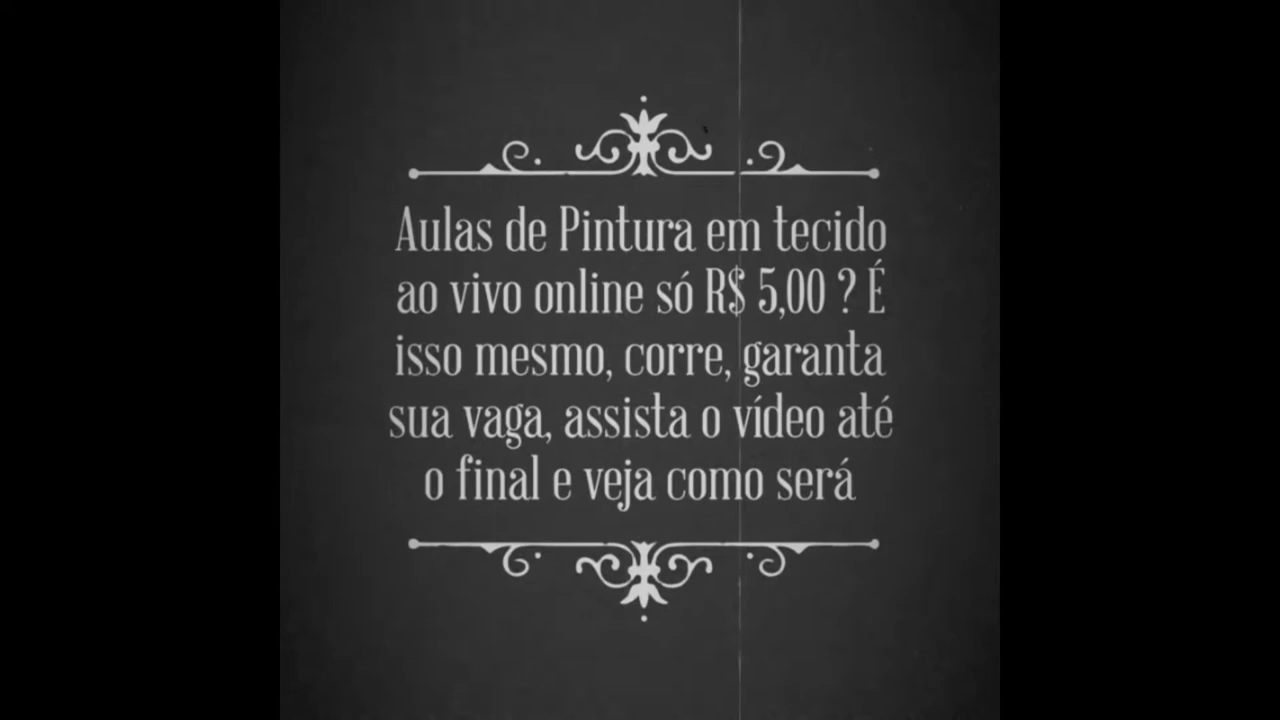 Aulas de Pintura em tecido
ao vivo online só R$ 5,00 ? É
isso mesmo, corre, garanta
sua vaga, assista o vídeo até
o final e veja como será